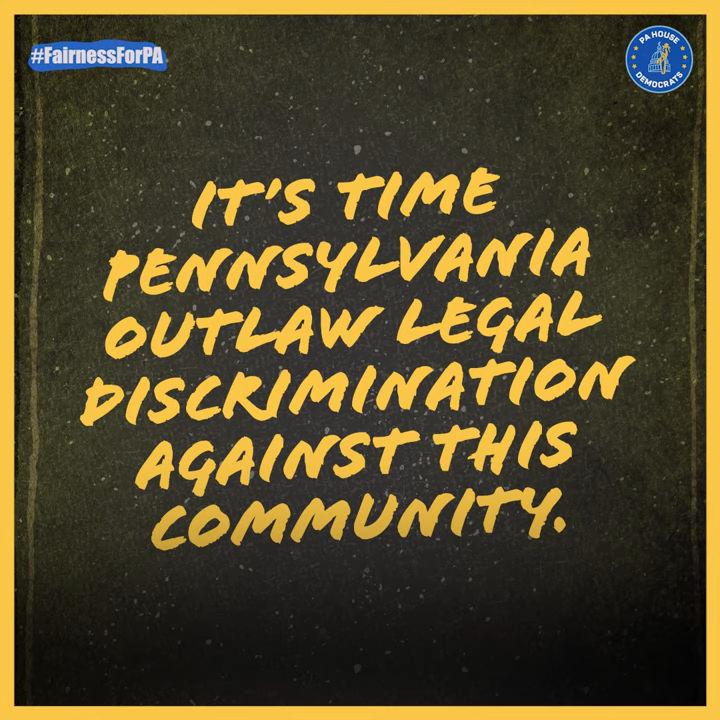 #FairnessForPA
PA HOUSE
DEMOCRATS
IT'S TIME
PENNSYLVANIA
OUTLAW LEGAL
DISCRIMINATION
AGAINST THIS
COMMUNITY.